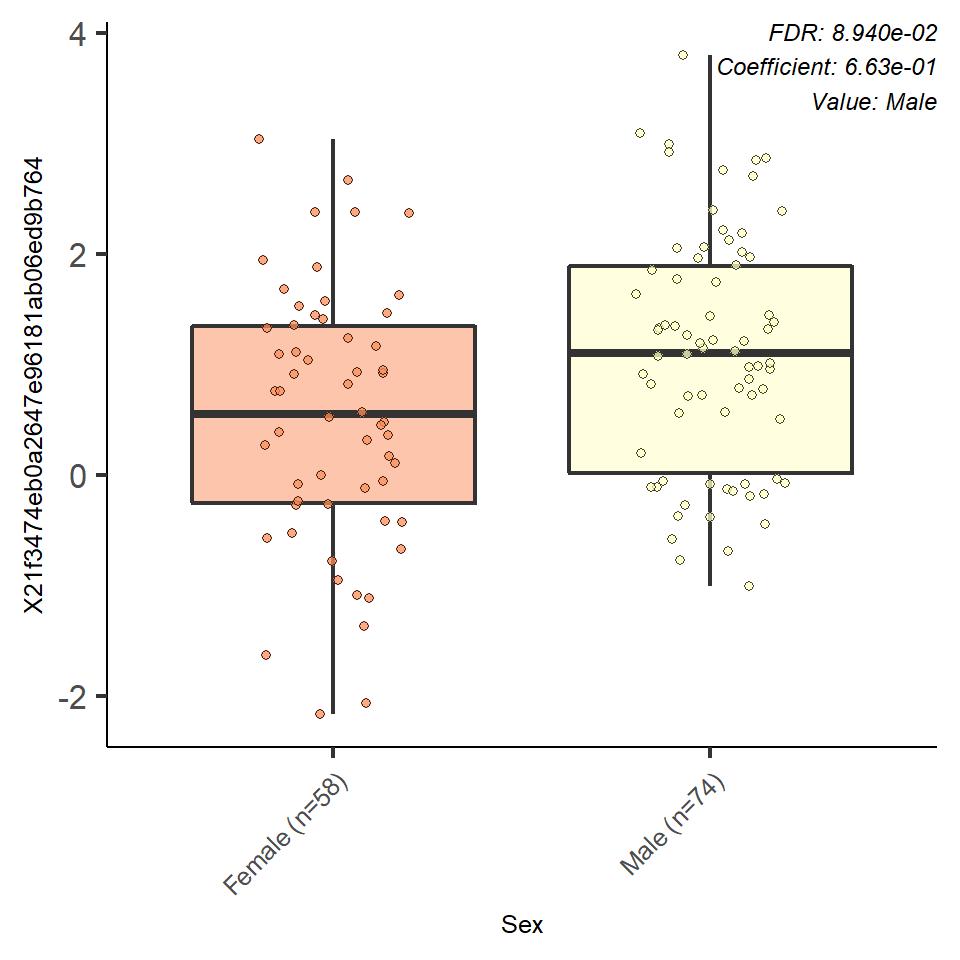 FDR: 8.940e-02
Coefficient: 6.63e-01
Value: Male
4
2
0
-2
X21f3474eb0a2647e96181ab06ed9b764
Female (n=58)
Male (n=74)
Sex